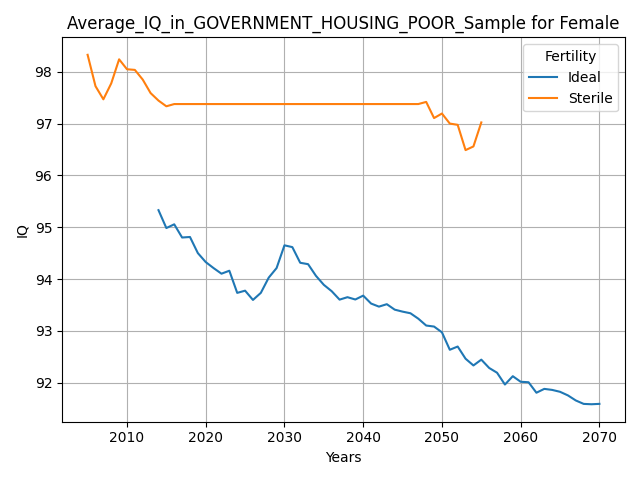 Average_IQ_in_GOVERNMENT_HOUSING_POOR_Sample for Female
Fertility
Ideal
Sterile
98
97
96
95
94
93
92
IQ
2010 2020 2030 2040 2050 2060 2070
Years